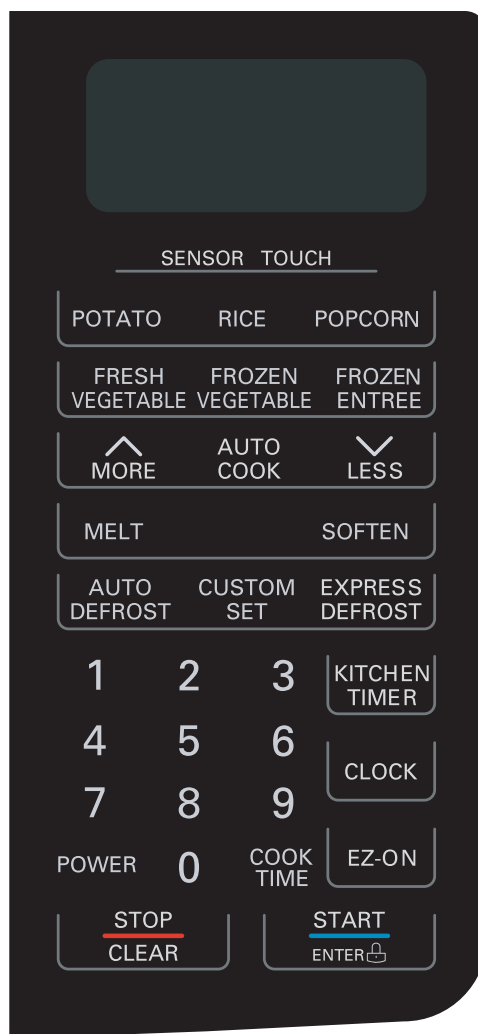 SENSOR TOUCH
POTATO RICE POPCORN
FRESH FROZEN FROZEN
VEGETABLE VEGETABLE ENTREE
AUTO
MORE COOK LESS
MELT SOFTEN
AUTO CUSTOM EXPRESS
DEFROST SET DEFROST
1 2 3 KITCHEN
TIMER
4 5 6
CLOCK
7 8 9
POWER 0 COOK TIME EZ-ON
STOP START
CLEAR ENTER